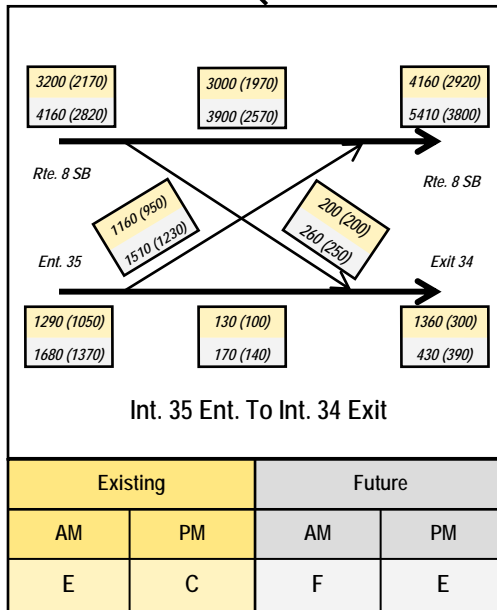 3200 (2170)
4160 (2820)
3000 (1970)
3900 (2570)
4160 (2920)
5410 (3800)
Rte. 8 SB
Rte. 8 SB
1160 (950)
1510 (1230)
200 (200)
260 (250)
Ent. 35
Exit 34
1290 (1050)
1680 (1370)
130 (100)
170 (140)
1360 (300)
430 (390)
Int. 35 Ent. To Int. 34 Exit
Existing Future
AM PM AM PM
E C F E